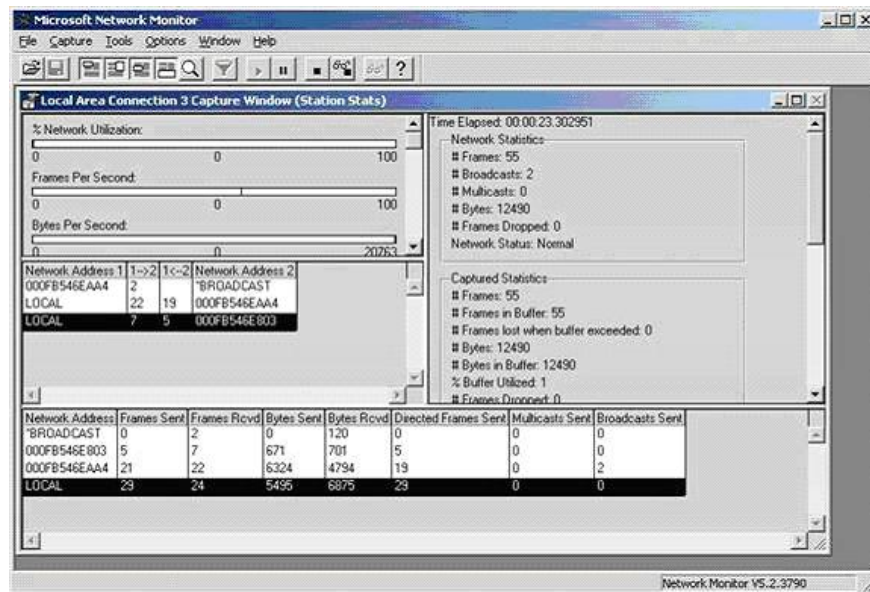 Microsoft Network Monitor
File Capture Tools Options Window Help
Local Area Connection 3 Capture Window (Station Stats)
% Network Utilization:
0 0 100
Frames Per Second:
0 0 100
Bytes Per Second:
0 0 20763
Time Elapsed: 00:00:23.302951
Network Statistics
# Frames: 55
# Broadcasts: 2
# Multicasts: 0
# Bytes: 12490
# Frames Dropped: 0
Network Status: Normal
Captured Statistics
# Frames: 55
# Frames in Buffer: 55
# Frames lost when buffer exceeded: 0
# Bytes: 12490
# Bytes in Buffer: 12490
% Buffer Utilized: 1
# Frames Dropped: 0
Network Address 1 1-->2 1<--2 Network Address 2
000FB546EAA4 2 *BROADCAST
LOCAL 22 19 000FB546EAA4
LOCAL 7 5 000FB546E803
Network Address Frames Sent Frames Rcvd Bytes Sent Bytes Rcvd Directed Frames Sent Multicasts Sent Broadcasts Sent
*BROADCAST 0 2 0 120 0 0 0
000FB546E803 5 7 671 701 5 0 0
000FB546EAA4 21 22 6324 4794 19 0 2
LOCAL 29 24 5495 6875 29 0 0
Network Monitor V5.2.3790